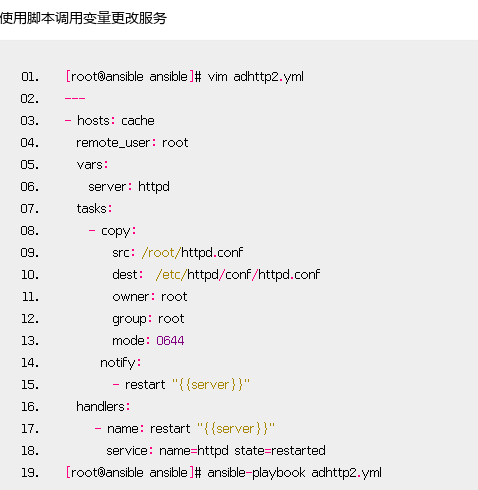 使用脚本调用变量更改服务
01. [root@ansible ansible]# vim adhttp2.yml
02. ---
03. - hosts: cache
04. remote_user: root
05. vars:
06. server: httpd
07. tasks:
08. - copy:
09. src: /root/httpd.conf
10. dest: /etc/httpd/conf/httpd.conf
11. owner: root
12. group: root
13. mode: 0644
14. notify:
15. - restart "{{server}}"
16. handlers:
17. - name: restart "{{server}}"
18. service: name=httpd state=restarted
19. [root@ansible ansible]# ansible-playbook adhttp2.yml